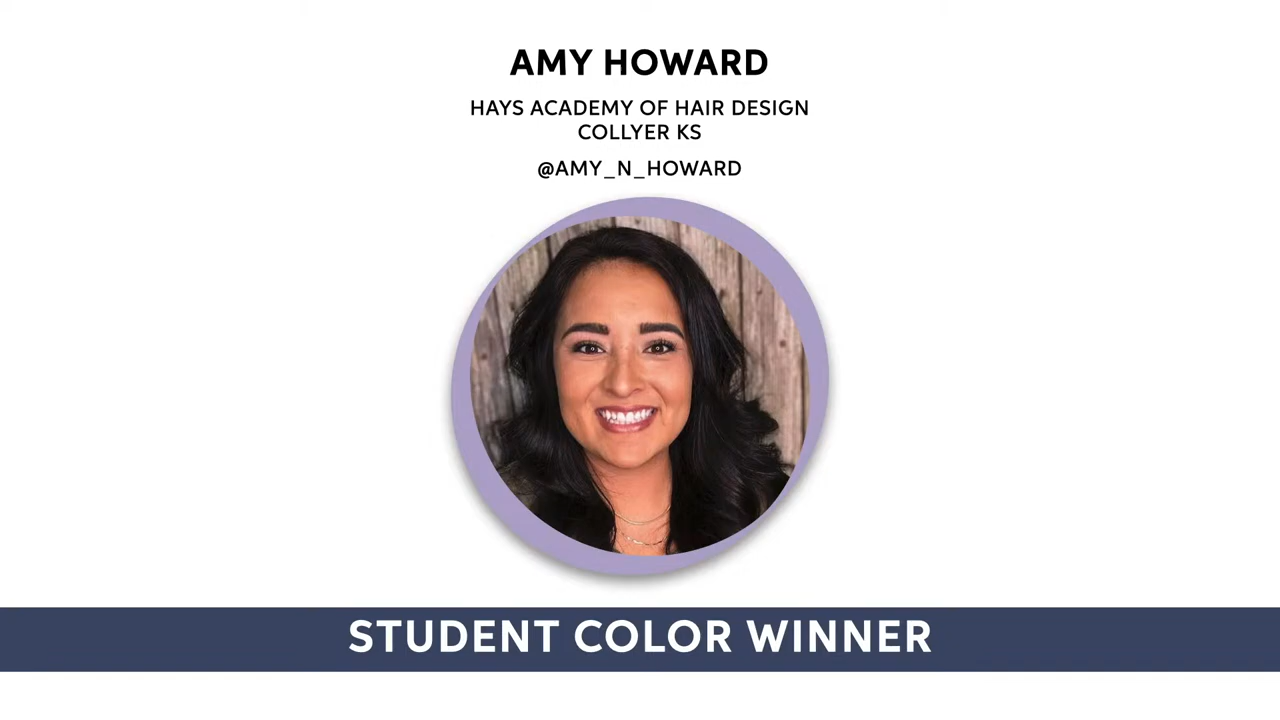 AMY HOWARD
HAYS ACADEMY OF HAIR DESIGN
COLLYER KS
@AMY_N_HOWARD
STUDENT COLOR WINNER